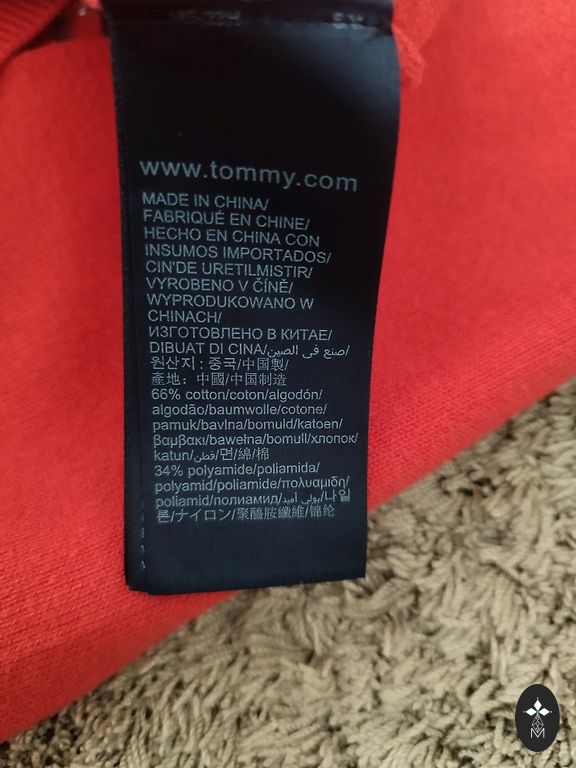 www.tommy.com
MADE IN CHINA/
FABRIQUÉ EN CHINE/
HECHO EN CHINA CON
INSUMOS IMPORTADOS/
CIN'DE URETILMISTIR/
VYROBENO V ČÍNĚ/
WYPRODUKOWANO W
CHINACH/
ИЗГОТОВЛЕНО В КИТАЕ/
DIBUAT DI CINA/صنع في الصين/
원산지 : 중국/中国製/
產地：中國/中国制造
66% cotton/coton/algodón/
algodão/baumwolle/cotone/
pamuk/bavlna/bomuld/katoen/
βαμβακι/bawełna/bomull/хлопок/
katun/قطن/면/綿/棉
34% polyamide/poliamida/
polyamid/poliammide/πολυαμιδη/
poliamid/полиамид/بولي أميد/나일
론/ナイロン/聚醯胺纖維/锦纶
M